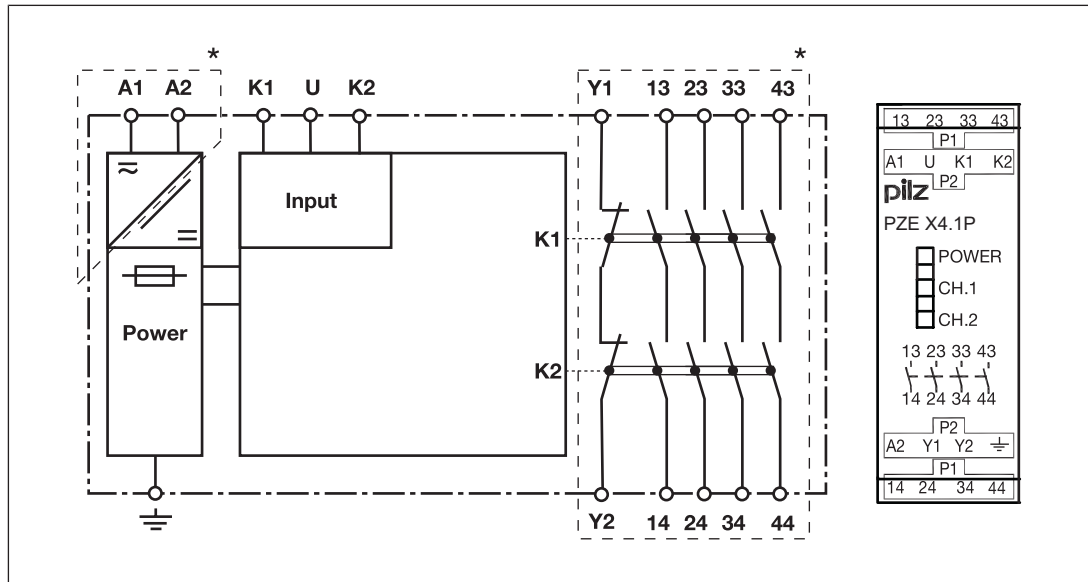 * *
A1 A2 K1 U K2 Y1 13 23 33 43
Input
K1
Power
K2
Y2 14 24 34 44
13 23 33 43
P1
A1 U K1 K2
P2
pilz
PZE X4.1P
POWER
CH.1
CH.2
13 23 33 43
14 24 34 44
P2
A2 Y1 Y2
P1
14 24 34 44